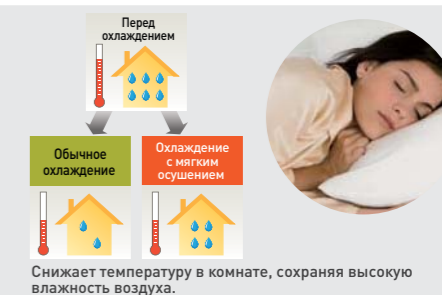 Перед
охлаждением
Обычное
охлаждение
Охлаждение
с мягким
осушением
Снижает температуру в комнате, сохраняя высокую
влажность воздуха.